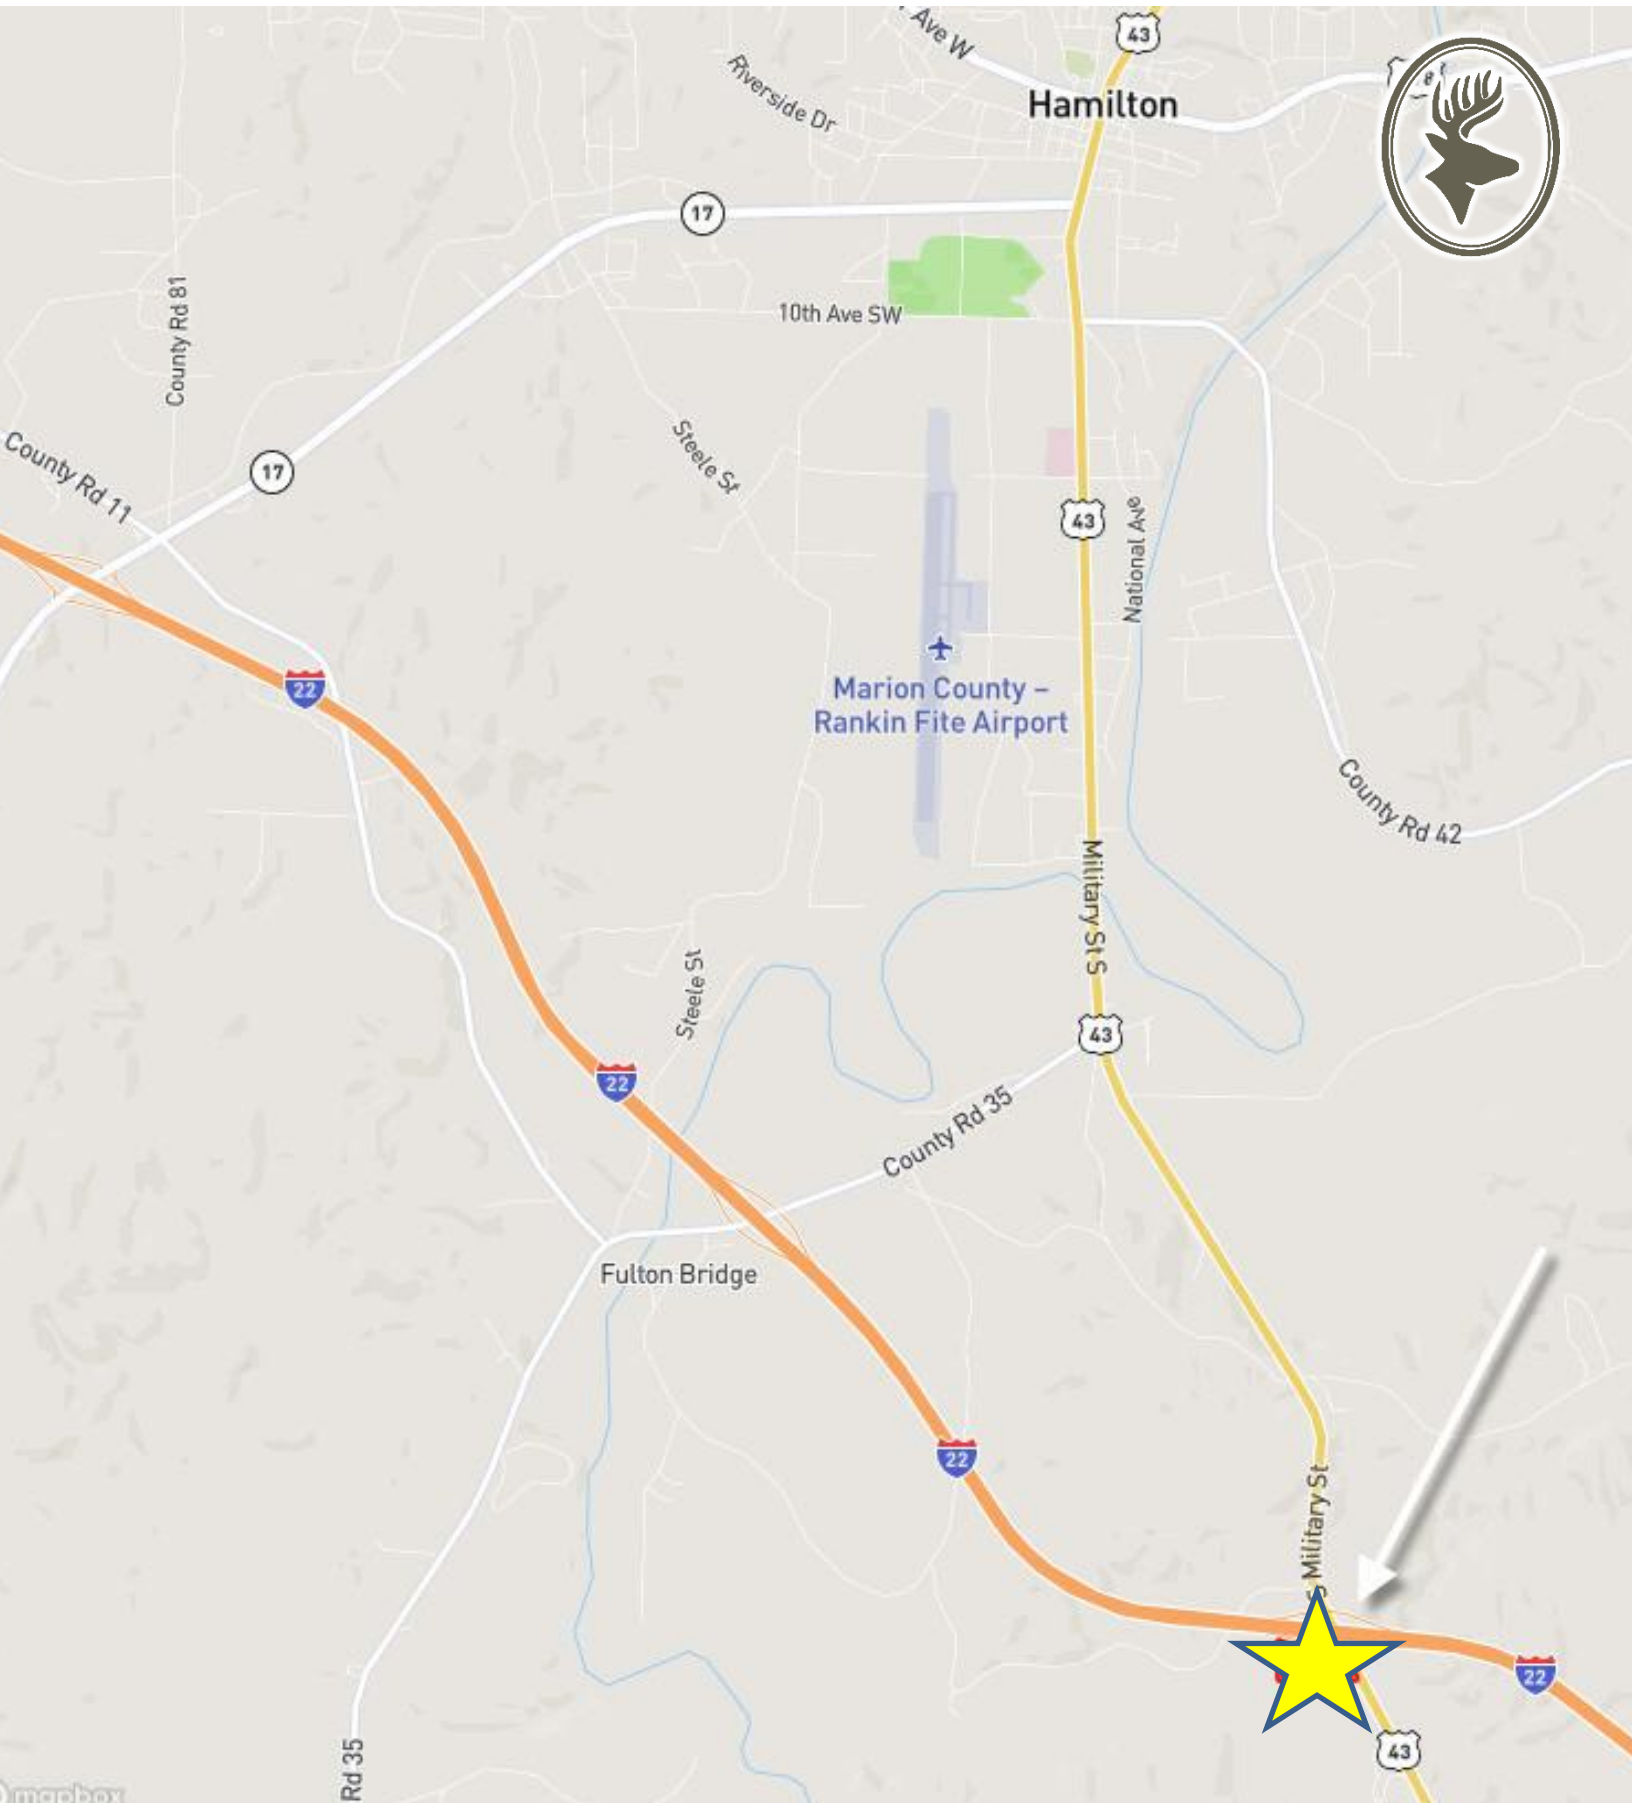 43
Ave W
Riverside Dr
Hamilton
17
10th Ave SW
County Rd 81
Steele St
County Rd 11
17
43
National Ave
22
Marion County –
Rankin Fite Airport
County Rd 42
Military St S
Steele St
43
22
County Rd 35
Fulton Bridge
22
S Military St
22
43
Rd 35
mapbox